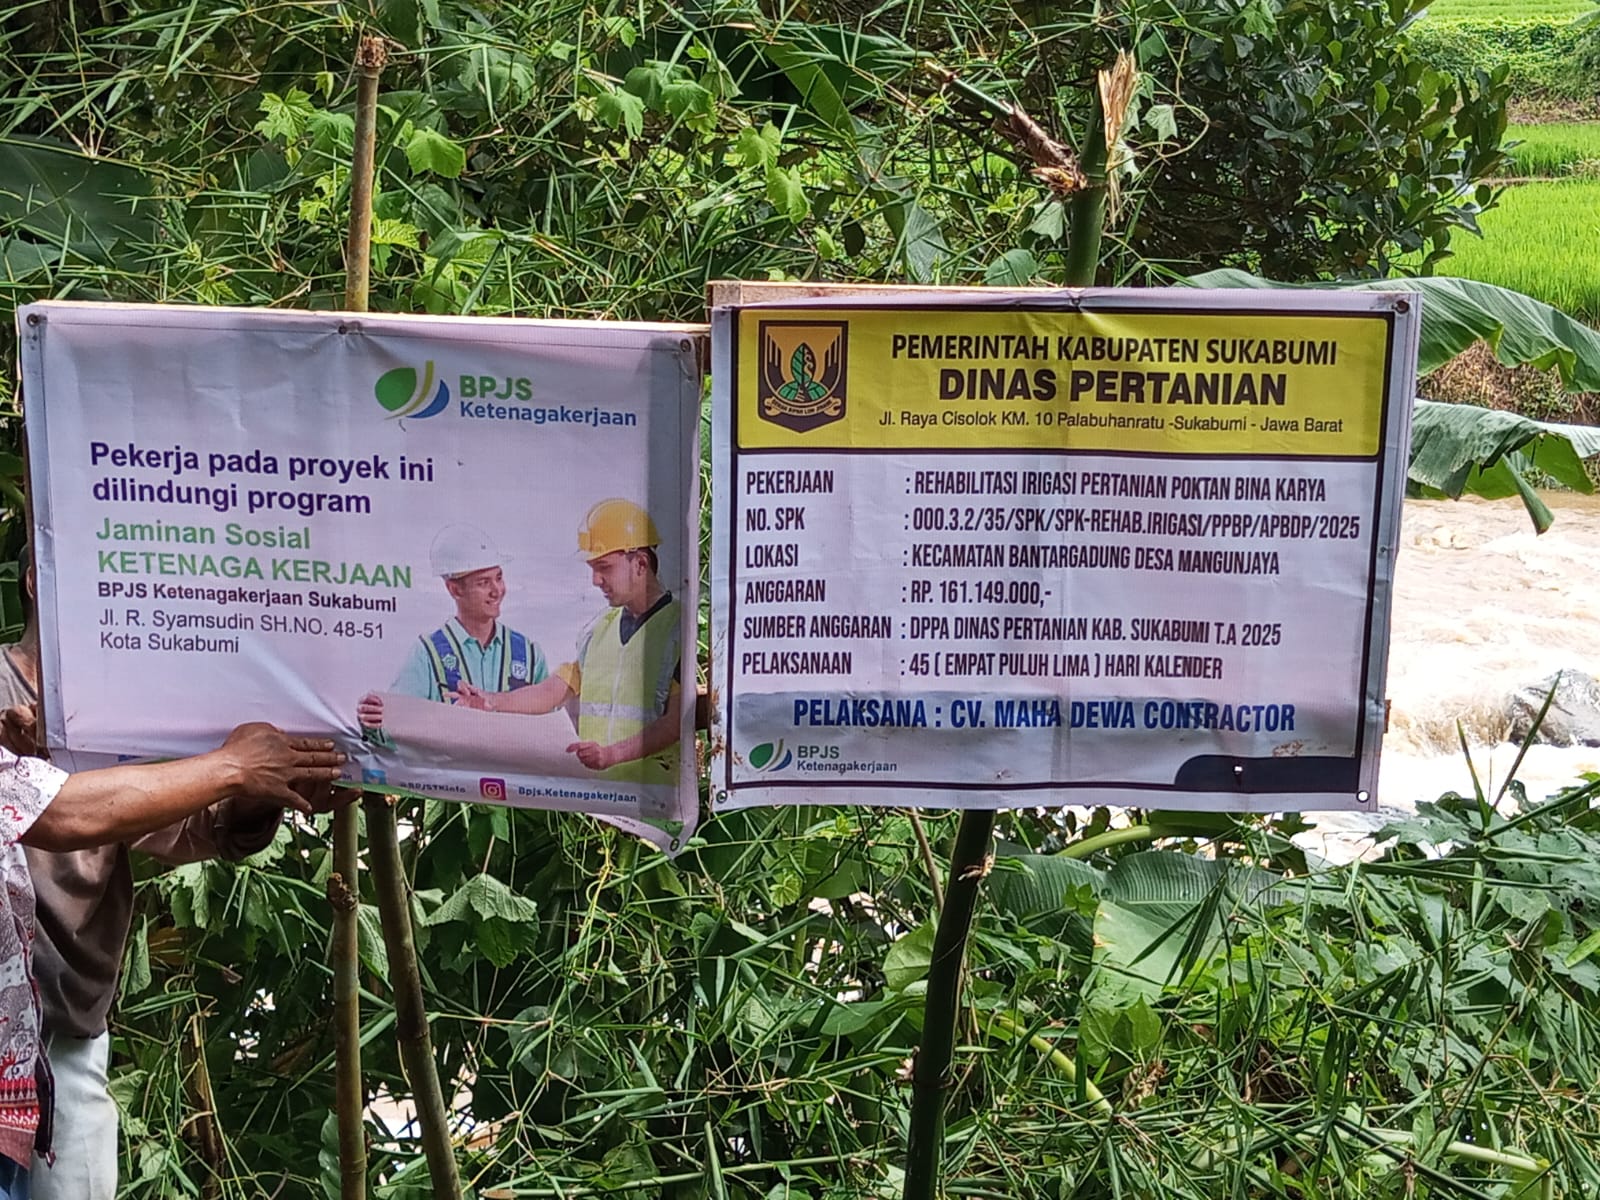 BPJS
Ketenagakerjaan
Pekerja pada proyek ini
dilindungi program
Jaminan Sosial
KETENAGA KERJAAN
BPJS Ketenagakerjaan Sukabumi
Jl. R. Syamsudin SH.NO. 48-51
Kota Sukabumi
@BPJSTKinfo Bpjs.Ketenagakerjaan
PEMERINTAH KABUPATEN SUKABUMI
DINAS PERTANIAN
Jl. Raya Cisolok KM. 10 Palabuhanratu -Sukabumi - Jawa Barat
PEKERJAAN : REHABILITASI IRIGASI PERTANIAN POKTAN BINA KARYA
NO. SPK : 000.3.2/35/SPK/SPK-REHAB.IRIGASI/PPBP/APBDP/2025
LOKASI : KECAMATAN BANTARGADUNG DESA MANGUNJAYA
ANGGARAN : RP. 161.149.000,-
SUMBER ANGGARAN : DPPA DINAS PERTANIAN KAB. SUKABUMI T.A 2025
PELAKSANAAN : 45 ( EMPAT PULUH LIMA ) HARI KALENDER
PELAKSANA : CV. MAHA DEWA CONTRACTOR
BPJS
Ketenagakerjaan